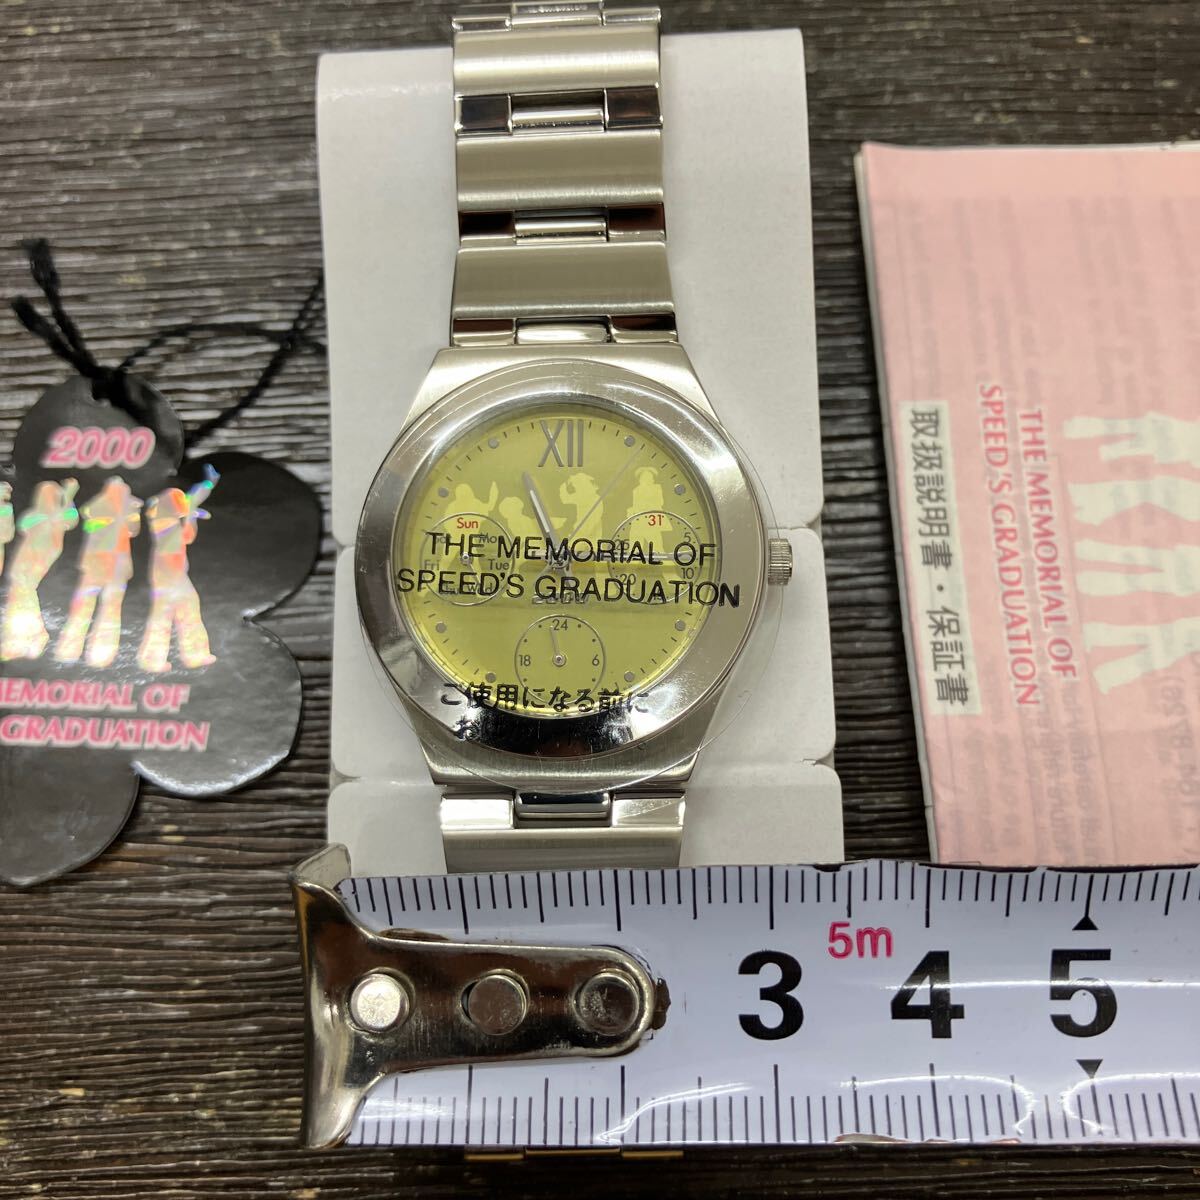 2000
MEMORIAL OF
GRADUATION
XII
Sun
Mon
Tue
Wed
Fri
31
5
10
20
25
THE MEMORIAL OF
SPEED'S GRADUATION
24
18
6
ご使用になる前に
THE MEMORIAL OF
SPEED'S GRADUATION
取扱説明書・保証書
3
5m
4
5